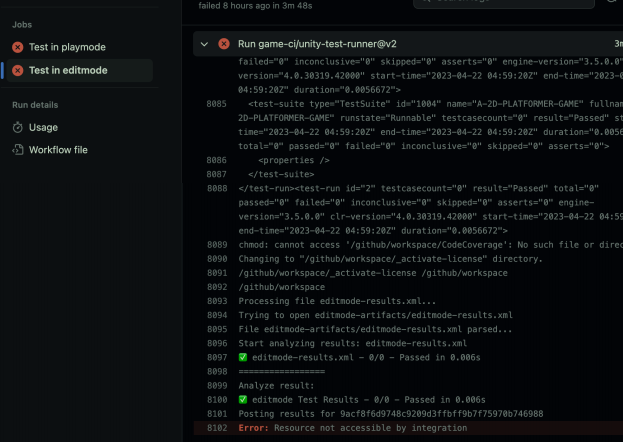 failed 8 hours ago in 3m 48s
Jobs
Test in playmode
Test in editmode
Run details
Usage
Workflow file
Run game-ci/unity-test-runner@v2
failed="0" inconclusive="0" skipped="0" asserts="0" engine-version="3.5.0.0"
version="4.0.30319.42000" start-time="2023-04-22 04:59:20Z" end-time="2023-0
04:59:20Z" duration="0.0056672">
8085 <test-suite type="TestSuite" id="1004" name="A-2D-PLATFORMER-GAME" fullnam
2D-PLATFORMER-GAME" runstate="Runnable" testcasecount="0" result="Passed" st
time="2023-04-22 04:59:20Z" end-time="2023-04-22 04:59:20Z" duration="0.0056
total="0" passed="0" failed="0" inconclusive="0" skipped="0" asserts="0">
8086 <properties />
8087 </test-suite>
8088 </test-run><test-run id="2" testcasecount="0" result="Passed" total="0"
passed="0" failed="0" inconclusive="0" skipped="0" asserts="0" engine-
version="3.5.0.0" clr-version="4.0.30319.42000" start-time="2023-04-22 04:59
end-time="2023-04-22 04:59:20Z" duration="0.0056672">
8089 chmod: cannot access '/github/workspace/CodeCoverage': No such file or direc
8090 Changing to "/github/workspace/_activate-license" directory.
8091 /github/workspace/_activate-license /github/workspace
8092 /github/workspace
8093 Processing file editmode-results.xml...
8094 Trying to open editmode-artifacts/editmode-results.xml
8095 File editmode-artifacts/editmode-results.xml parsed...
8096 Start analyzing results: editmode-results.xml
8097 ✅ editmode-results.xml - 0/0 - Passed in 0.006s
8098 =================
8099 Analyze result:
8100 ✅ editmode Test Results - 0/0 - Passed in 0.006s
8101 Posting results for 9acf8f6d9748c9209d3ffbff9b7f75970b746988
8102 Error: Resource not accessible by integration